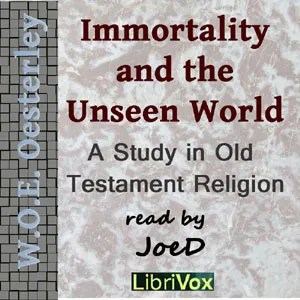 W.O.E. Oesterley
Immortality
and the
Unseen World
A Study in Old
Testament Religion
read by
JoeD
LibriVox